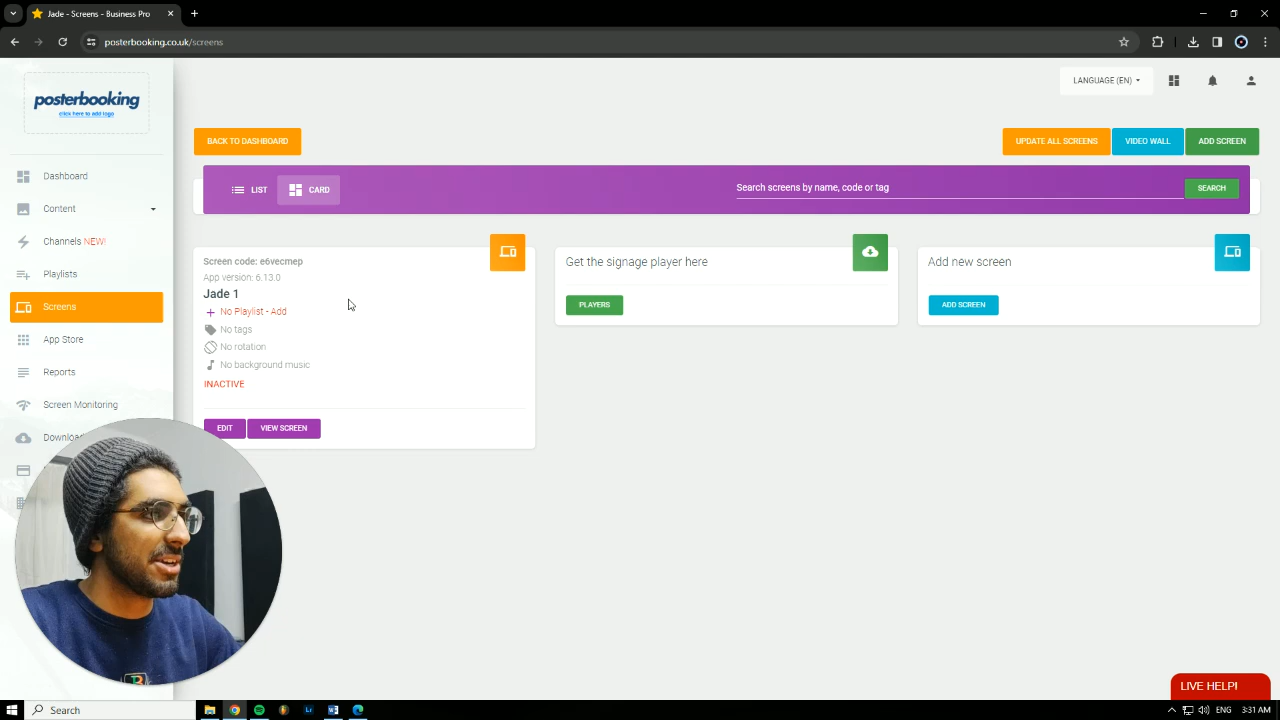 Jade - Screens - Business Pro
posterbooking.co.uk/screens
posterbooking
click here to add logo
LANGUAGE (EN)
BACK TO DASHBOARD
UPDATE ALL SCREENS
VIDEO WALL
ADD SCREEN
LIST
CARD
Search screens by name, code or tag
SEARCH
Dashboard
Content
Channels NEW!
Playlists
Screens
App Store
Reports
Screen Monitoring
Screen code: e6vecmep
App version: 6.13.0
Jade 1
No Playlist - Add
No tags
No rotation
No background music
INACTIVE
EDIT
VIEW SCREEN
Get the signage player here
PLAYERS
Add new screen
ADD SCREEN
LIVE HELP!
Search
ENG
3:31 AM